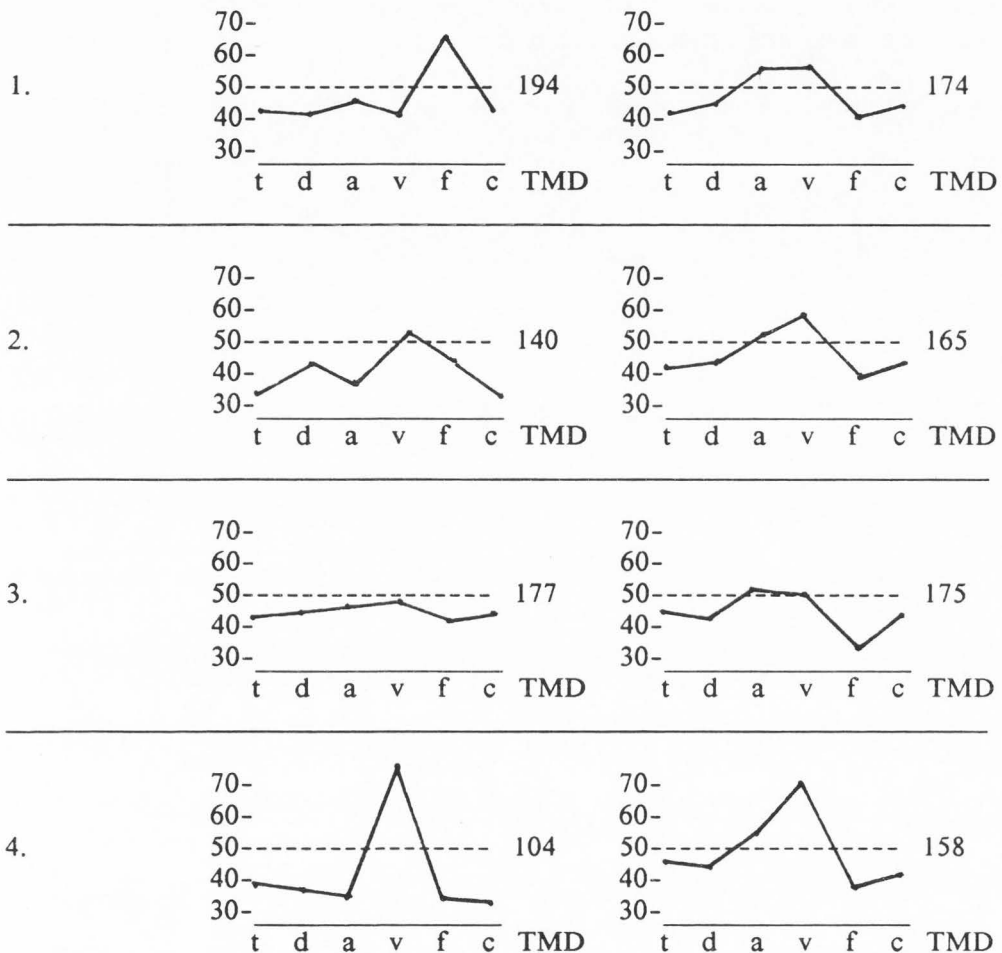 70- 70-
60- 60-
1. 50- 194 50- 174
40- 40-
30- 30-
t d a v f c TMD t d a v f c TMD
70- 70-
60- 60-
2. 50- 140 50- 165
40- 40-
30- 30-
t d a v f c TMD t d a v f c TMD
70- 70-
60- 60-
3. 50- 177 50- 175
40- 40-
30- 30-
t d a v f c TMD t d a v f c TMD
70- 70-
60- 60-
4. 50- 104 50- 158
40- 40-
30- 30-
t d a v f c TMD t d a v f c TMD